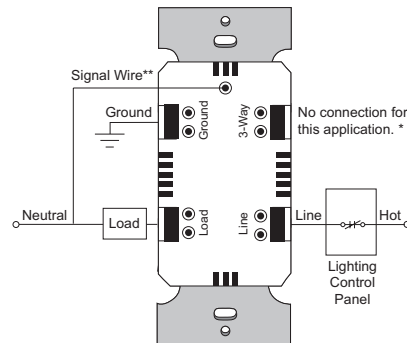 Signal Wire**
Ground
Ground
3-Way
No connection for
this application. *
Neutral
Load
Load
Line
Line
Hot
Lighting
Control
Panel